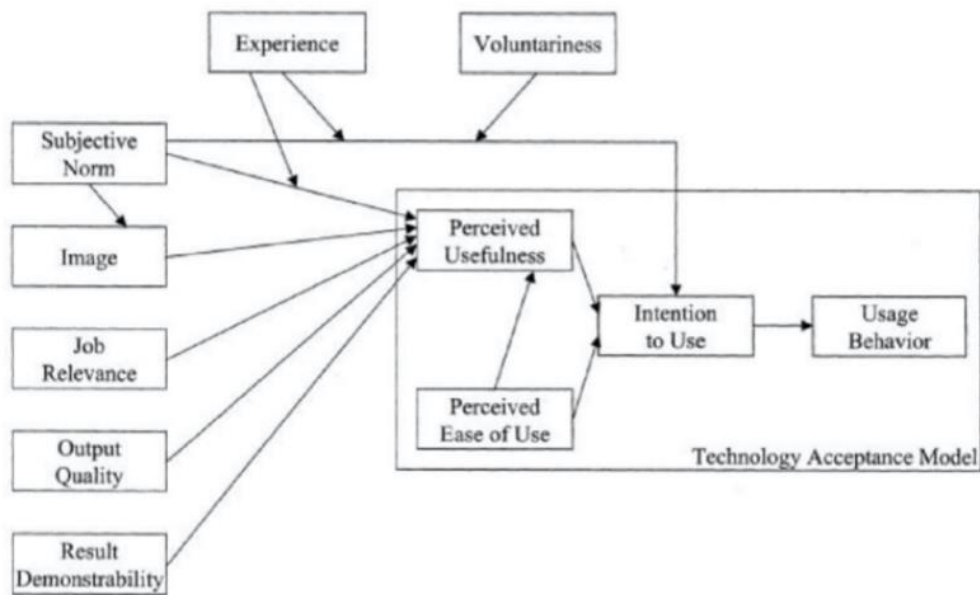 Experience
Voluntariness
Subjective
Norm
Image
Job
Relevance
Output
Quality
Result
Demonstrability
Perceived
Usefulness
Perceived
Ease of Use
Intention
to Use
Usage
Behavior
Technology Acceptance Model